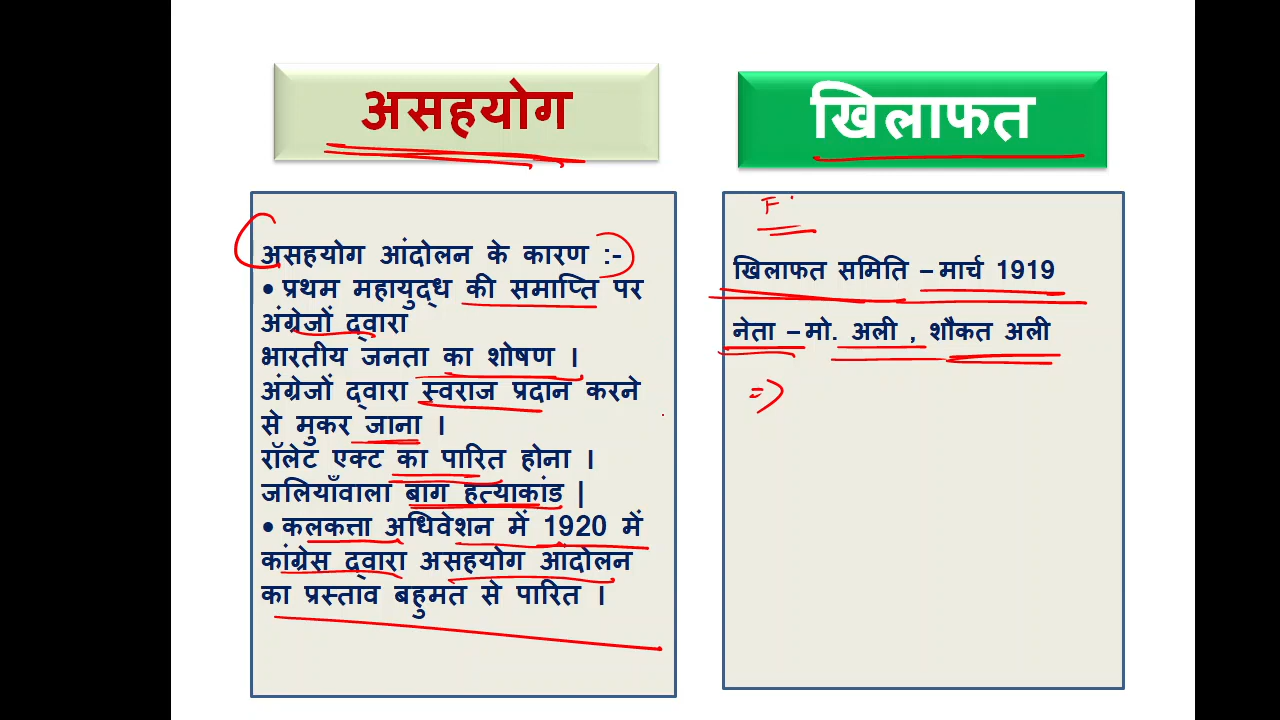 असहयोग
असहयोग आंदोलन के कारण :-
• प्रथम महायुद्ध की समाप्ति पर
अंग्रेजों द्वारा
भारतीय जनता का शोषण ।
अंग्रेजों द्वारा स्वराज प्रदान करने
से मुकर जाना ।
रॉलेट एक्ट का पारित होना ।
जलियाँवाला बाग हत्याकांड |
• कलकत्ता अधिवेशन में 1920 में
कांग्रेस द्वारा असहयोग आदोलन
का प्रस्ताव बहुमत से पारित ।
खिलाफत
F
खिलाफत समिति – मार्च 1919
नेता – मो. अली , शौकत अली
=>